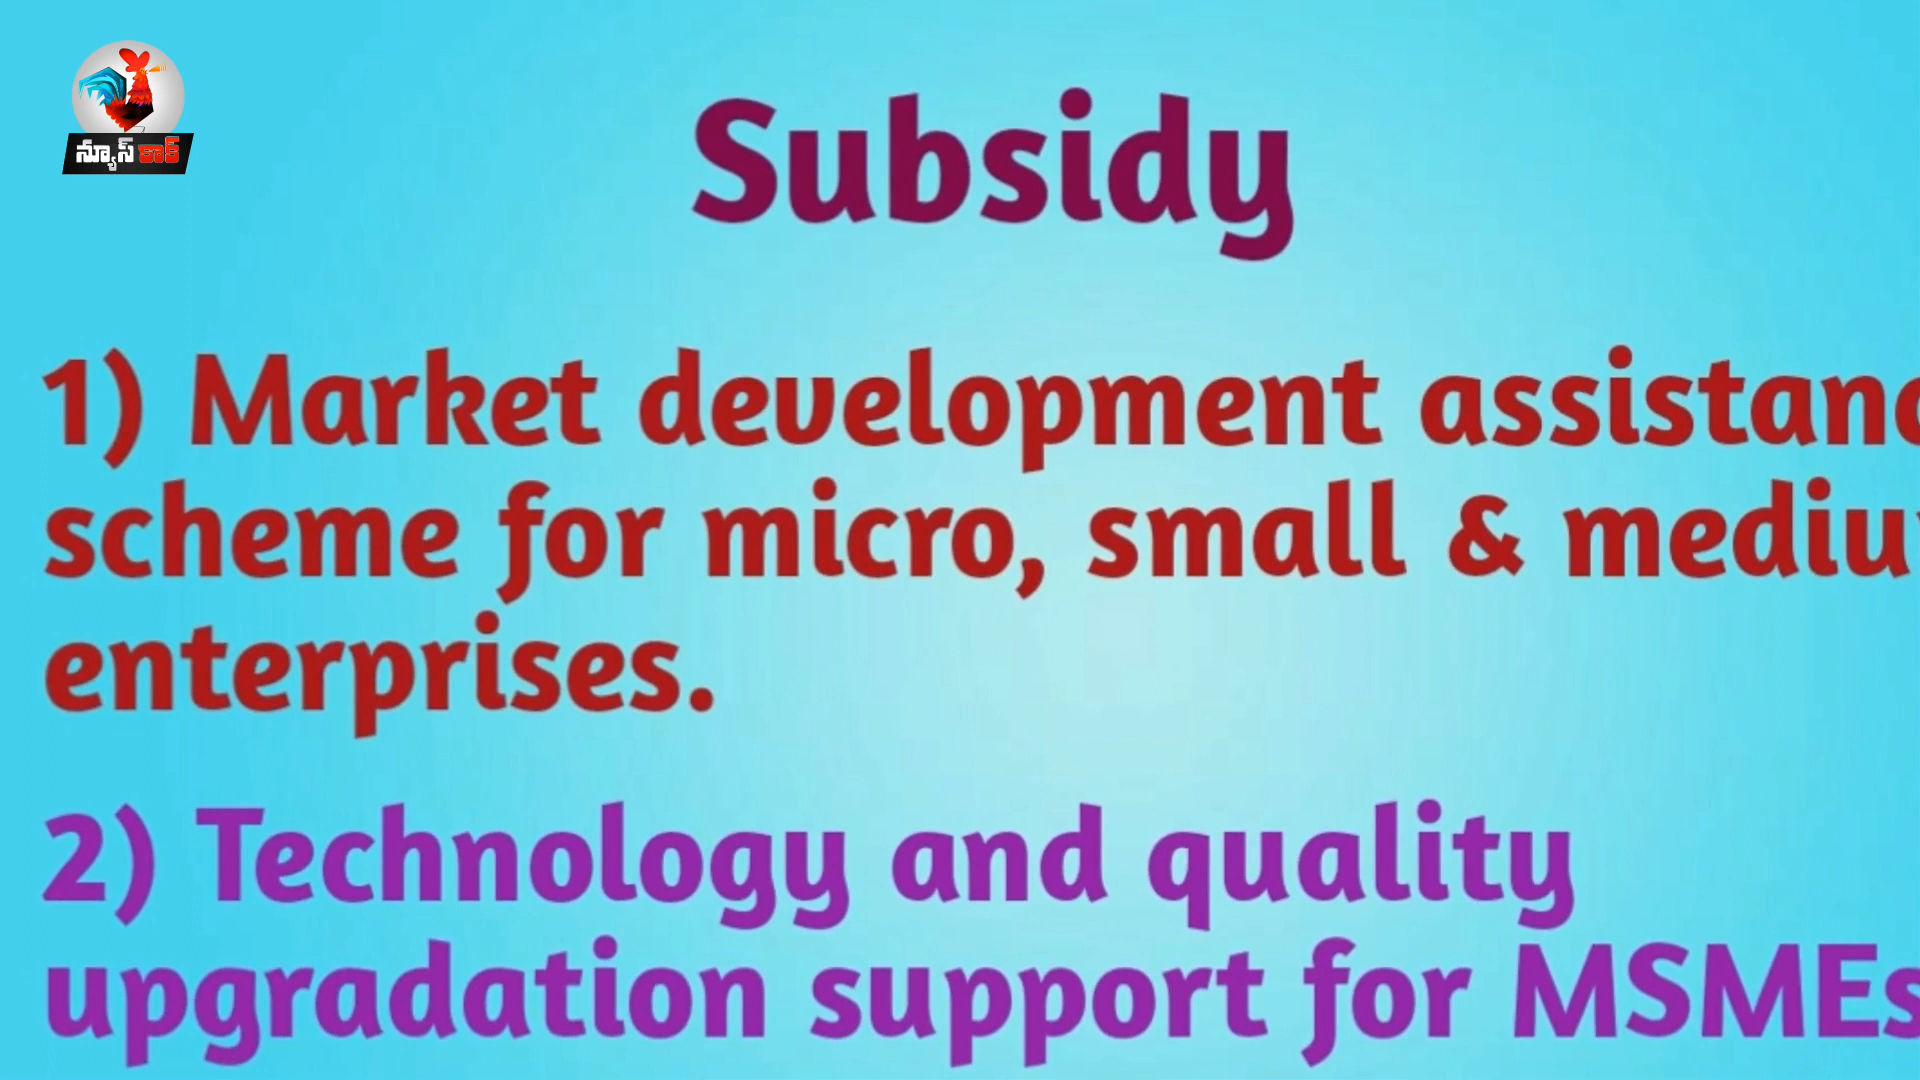 న్యూస్ కాక్
Subsidy
1) Market development assistanc
scheme for micro, small & mediu
enterprises.
2) Technology and quality
upgradation support for MSMEs